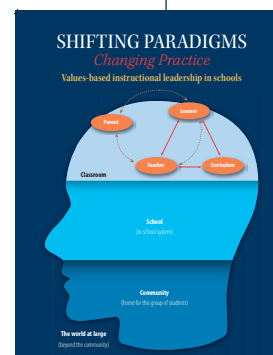 SHIFTING PARADIGMS
Changing Practice
Values-based instructional leadership in schools
Learner
Parent
Teacher
Curriculum
Classroom
School
(or school system)
Community
(home for this group of students)
The world at large
(beyond the community)